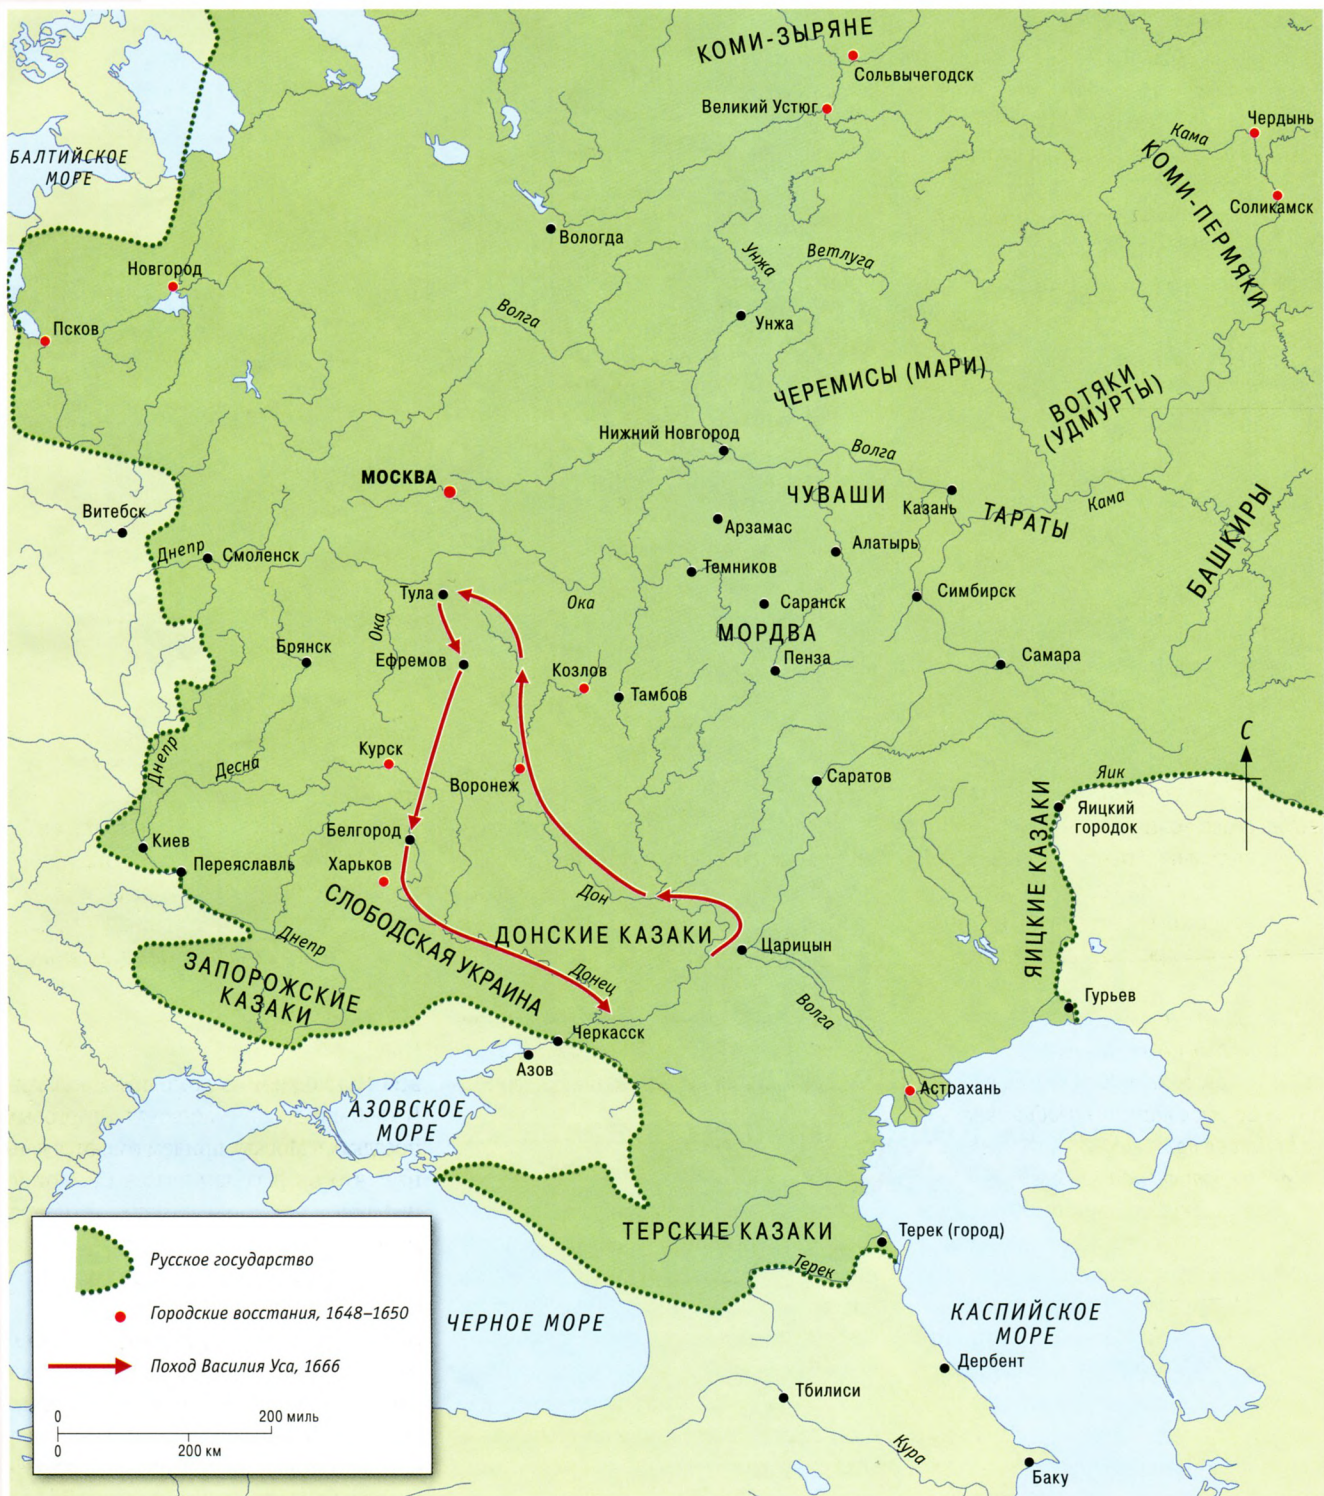 КОМИ-ЗЫРЯНЕ
Сольвычегодск
Великий Устюг
Чердынь
Кама
БАЛТИЙСКОЕ
МОРЕ
КОМИ-ПЕРМЯКИ
Соликамск
Вологда
Унжа
Ветлуга
Новгород
Волга
Унжа
Псков
ЧЕРЕМИСЫ (МАРИ)
ВОТЯКИ
(УДМУРТЫ)
Нижний Новгород
Волга
МОСКВА
ЧУВАШИ
Казань
ТАРАТЫ
Кама
БАШКИРЫ
Витебск
Арзамас
Алатырь
Днепр
Смоленск
Темников
Тула
Ока
Саранск
Симбирск
Ока
МОРДВА
Брянск
Ефремов
Козлов
Пенза
Самара
Тамбов
С
Днепр
Десна
Курск
Воронеж
Саратов
Яик
Яицкий
городок
ЯИЦКИЕ КАЗАКИ
Киев
Белгород
Переяславль
Харьков
СЛОБОДСКАЯ УКРАИНА
Дон
Днепр
ДОНСКИЕ КАЗАКИ
Царицын
ЗАПОРОЖСКИЕ
КАЗАКИ
Донец
Волга
Гурьев
Черкасск
Азов
Астрахань
АЗОВСКОЕ
МОРЕ
ТЕРСКИЕ КАЗАКИ
Терек (город)
Терек
Русское государство
Городские восстания, 1648–1650
Поход Василия Уса, 1666
0
200 миль
0
200 км
ЧЕРНОЕ МОРЕ
КАСПИЙСКОЕ
МОРЕ
Дербент
Тбилиси
Кура
Баку